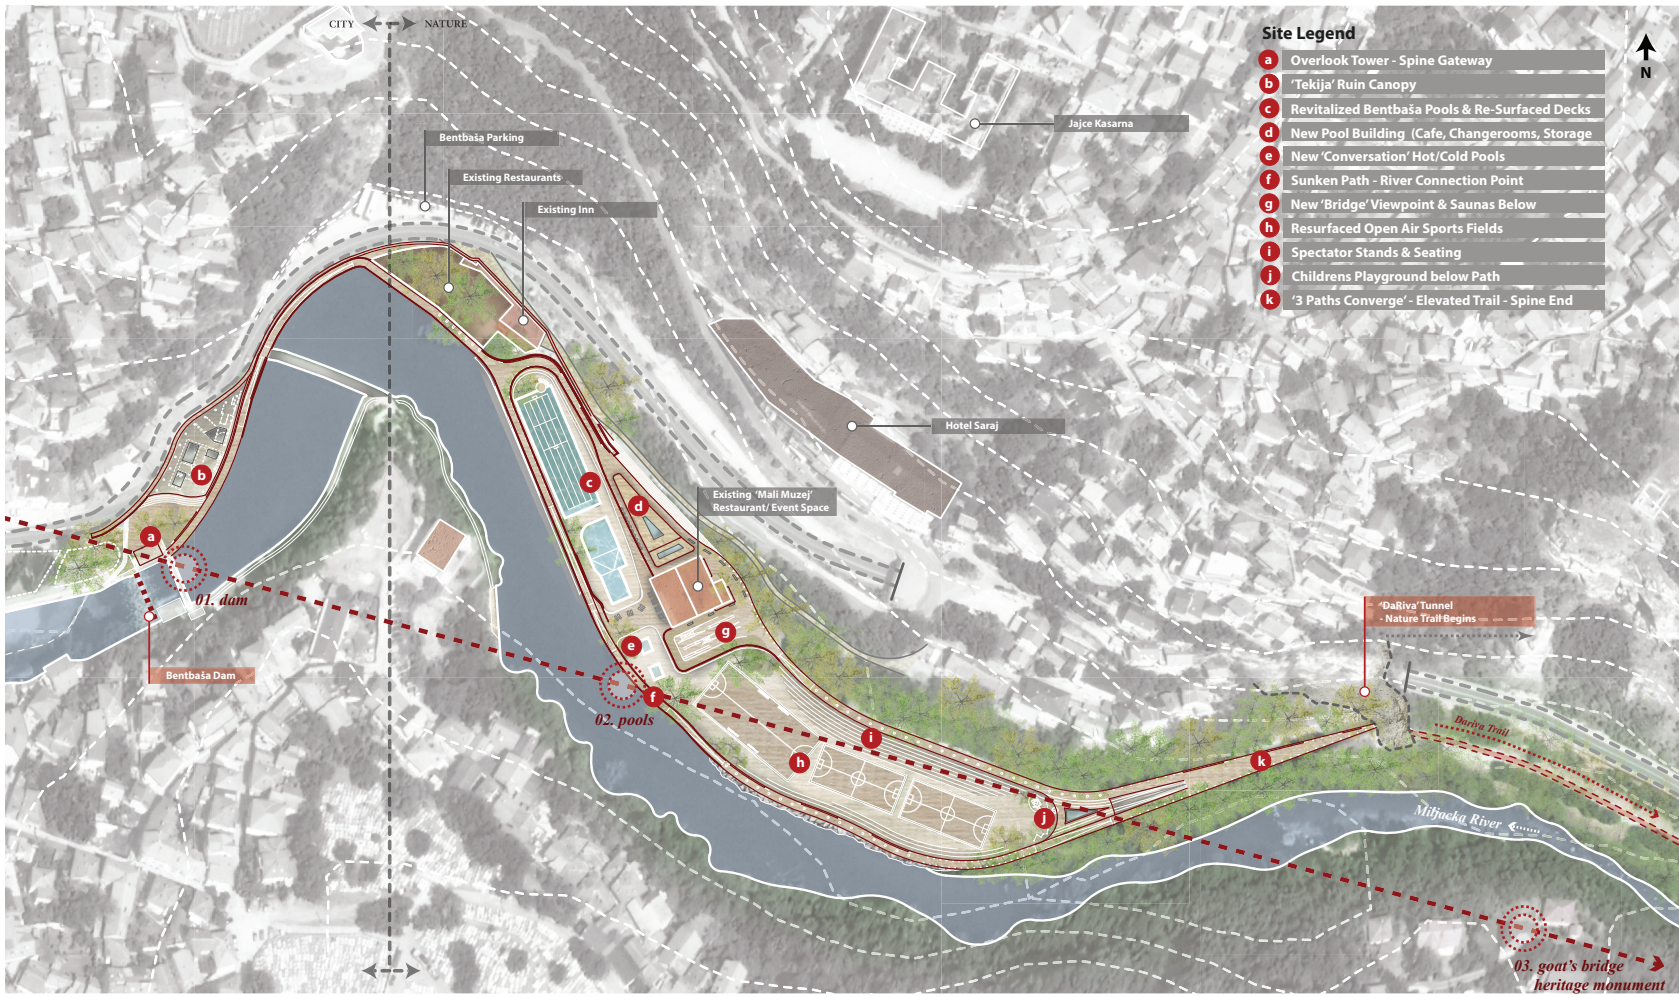 CITY
NATURE
Site Legend
a Overlook Tower - Spine Gateway
b 'Tekija' Ruin Canopy
c Revitalized Bentbaša Pools & Re-Surfaced Decks
d New Pool Building (Cafe, Changerooms, Storage
e New 'Conversation' Hot/Cold Pools
f Sunken Path - River Connection Point
g New 'Bridge' Viewpoint & Saunas Below
h Resurfaced Open Air Sports Fields
i Spectator Stands & Seating
j Childrens Playground below Path
k '3 Paths Converge' - Elevated Trail - Spine End
N
Jajce Kasarna
Bentbaša Parking
Existing Restaurants
Existing Inn
Hotel Saraj
b
c
Existing 'Mali Muzej'
Restaurant/ Event Space
d
a
01. dam
Bentbaša Dam
g
e
f
02. pools
'DaRiva' Tunnel
- Nature Trail Begins
i
h
k
Dariva Trail
j
Miljacka River
03. goat's bridge
heritage monument